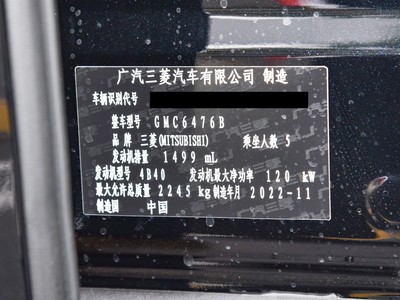 广汽三菱汽车有限公司 制造
车辆识别代号
整车型号 GMC6476B
品牌 三菱(MITSUBISHI) 乘坐人数 5
发动机排量 1499 mL
发动机型号 4B40 发动机最大净功率 120 kW
最大允许总质量 2245 kg 制造年月 2022-11
制造国 中国